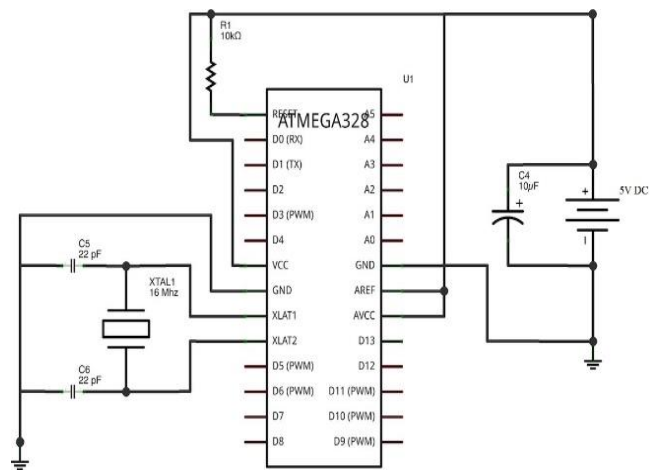 R1
10kΩ
U1
ATMEGA328
RESET
D0 (RX)
D1 (TX)
D2
D3 (PWM)
D4
VCC
GND
XLAT1
XLAT2
D5 (PWM)
D6 (PWM)
D7
D8
A5
A4
A3
A2
A1
A0
GND
AREF
AVCC
D13
D12
D11 (PWM)
D10 (PWM)
D9 (PWM)
C5
22 pF
XTAL1
16 Mhz
C6
22 pF
C4
10µF
+
+
5V DC